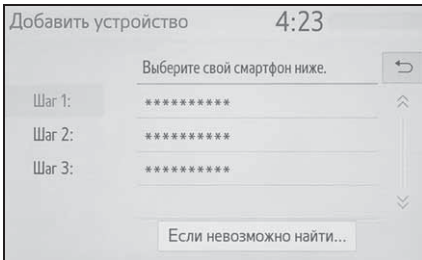 Добавить устройство 4:23
Выберите свой смартфон ниже.
Шаг 1: **********
Шаг 2: **********
Шаг 3: **********
Если невозможно найти...